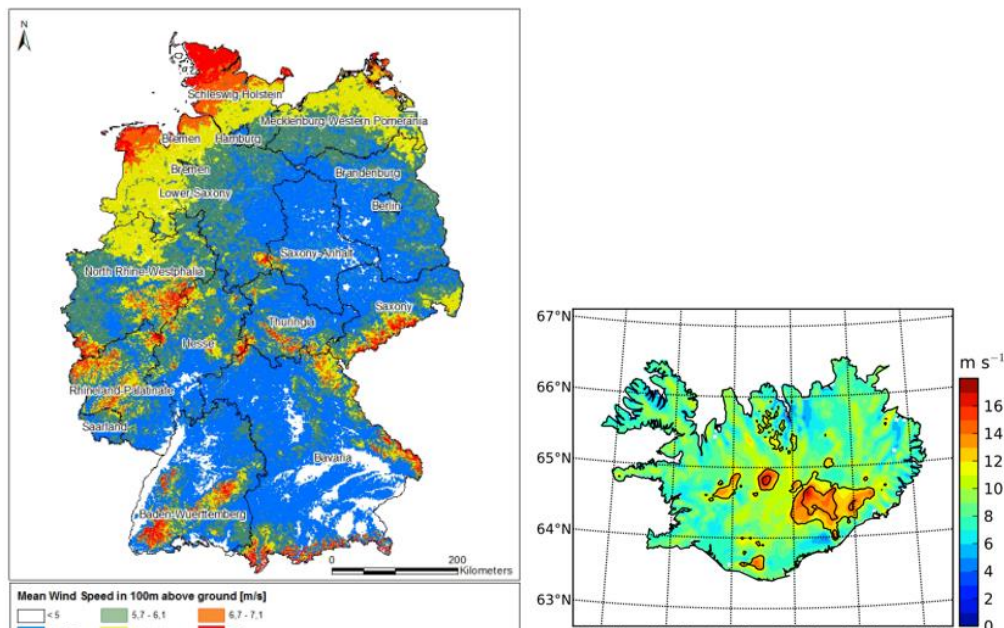 N
Schleswig Holstein
Mecklenburg-Western Pomerania
Bremen
Hamburg
Bremen
Lower-Saxony
Brandenburg
Berlin
Saxony-Anhalt
North Rhine-Westphalia
Saxony
Thuringia
Hesse
Rhineland-Palatinate
Saarland
Bavaria
Baden-Wuerttemberg
0 200
Kilometers
Mean Wind Speed in 100m above ground [m/s]
< 5 5,7 - 6,1 6,7 - 7,1
67°N
66°N
65°N
64°N
63°N
m s⁻¹
16
14
12
10
8
6
4
2
0